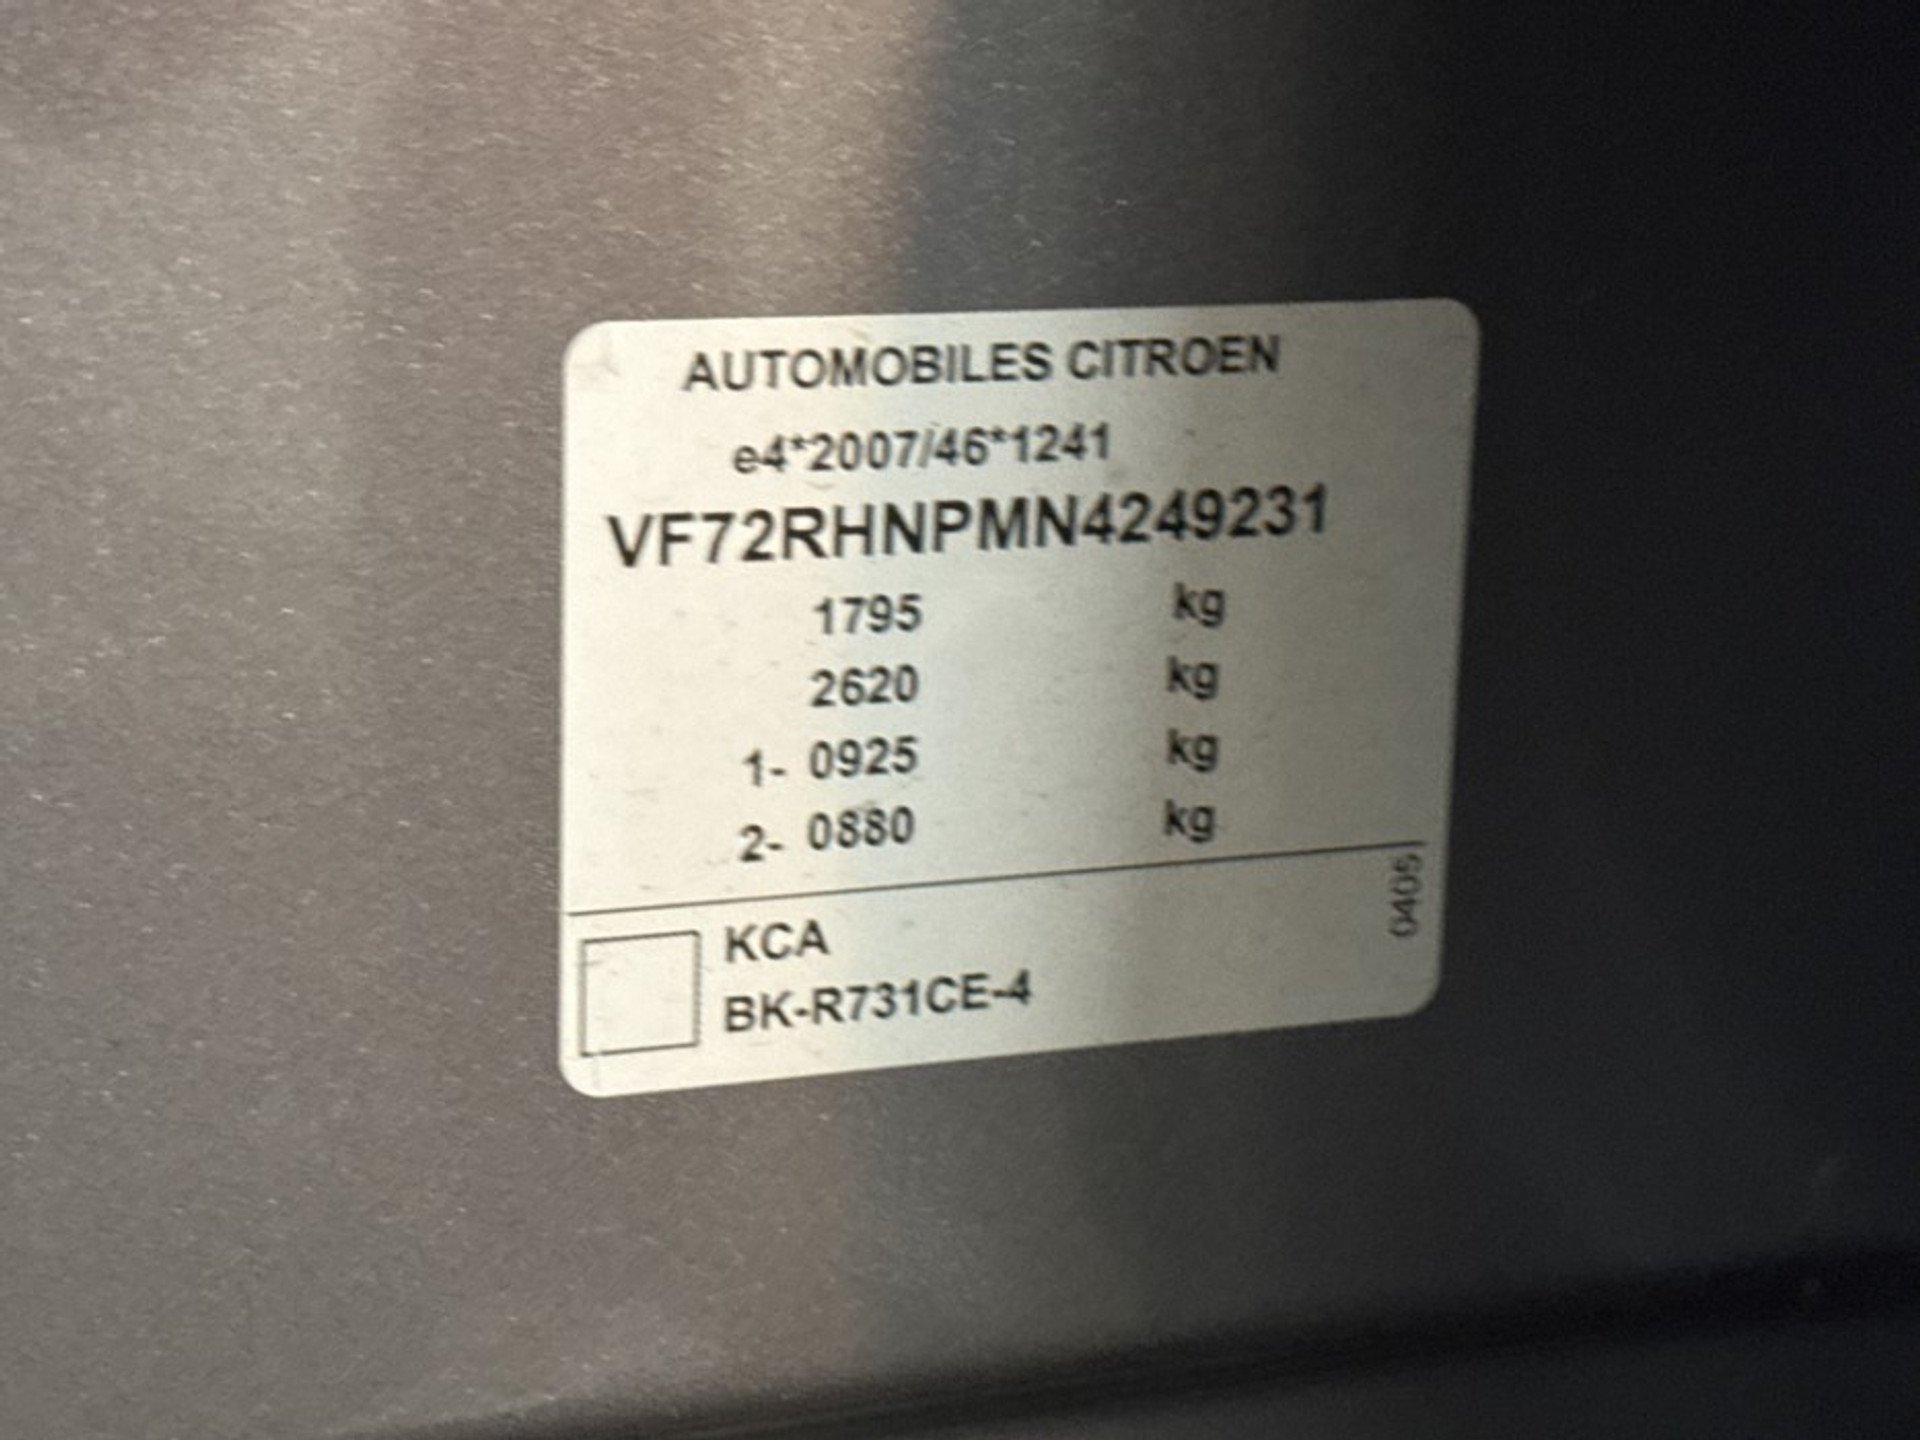 AUTOMOBILES CITROEN
e4*2007/46*1241
VF72RHNPMN4249231
1795 kg
2620 kg
1- 0925 kg
2- 0880 kg
0405
KCA
BK-R731CE-4